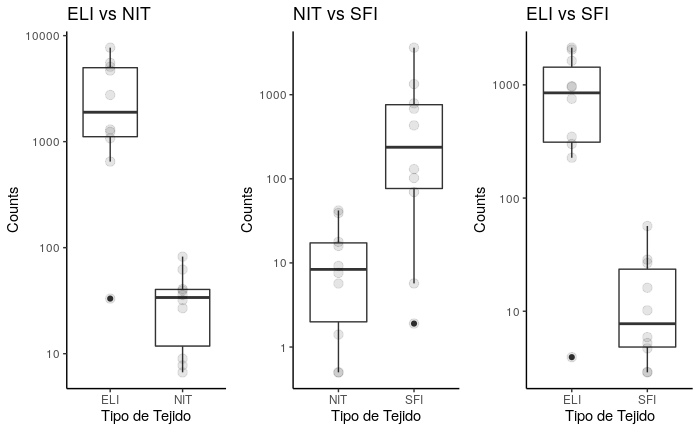 ELI vs NIT
Counts
10000
1000
100
10
ELI NIT
Tipo de Tejido
NIT vs SFI
Counts
1000
100
10
1
NIT SFI
Tipo de Tejido
ELI vs SFI
Counts
1000
100
10
ELI SFI
Tipo de Tejido